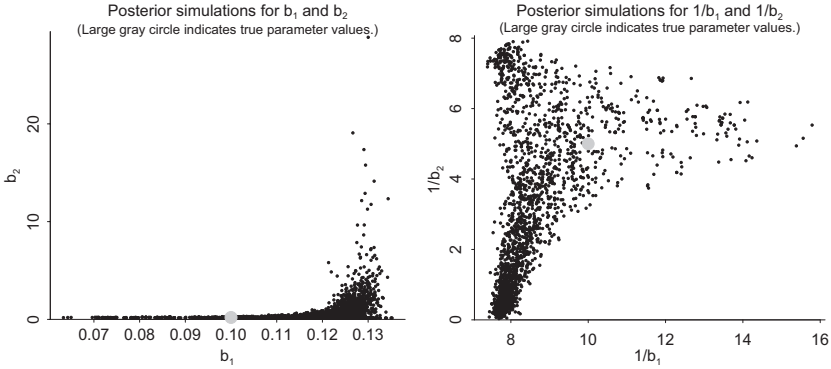 Posterior simulations for b₁ and b₂
(Large gray circle indicates true parameter values.)
20
10
0
b₂
0.07 0.08 0.09 0.10 0.11 0.12 0.13
b₁
Posterior simulations for 1/b₁ and 1/b₂
(Large gray circle indicates true parameter values.)
8
6
4
2
0
1/b₂
8 10 12 14 16
1/b₁